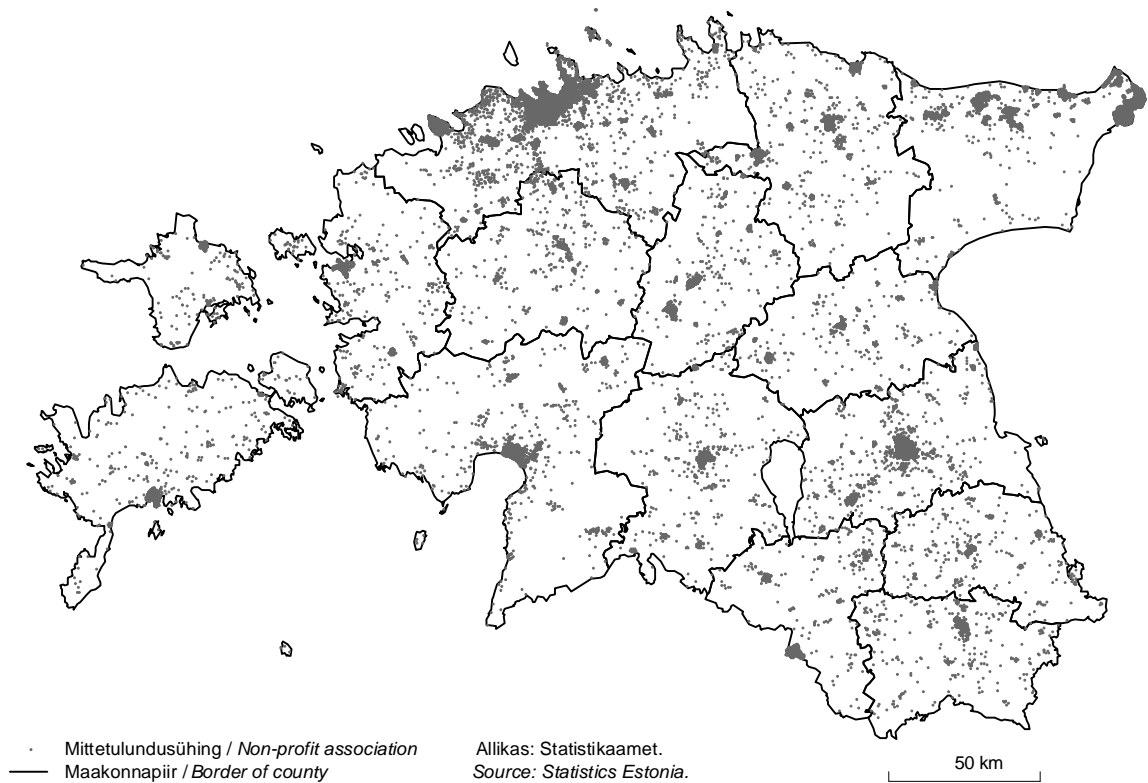 Mittetulundusühing / Non-profit association
Maakonnapiir / Border of county
Allikas: Statistikaamet.
Source: Statistics Estonia.
50 km